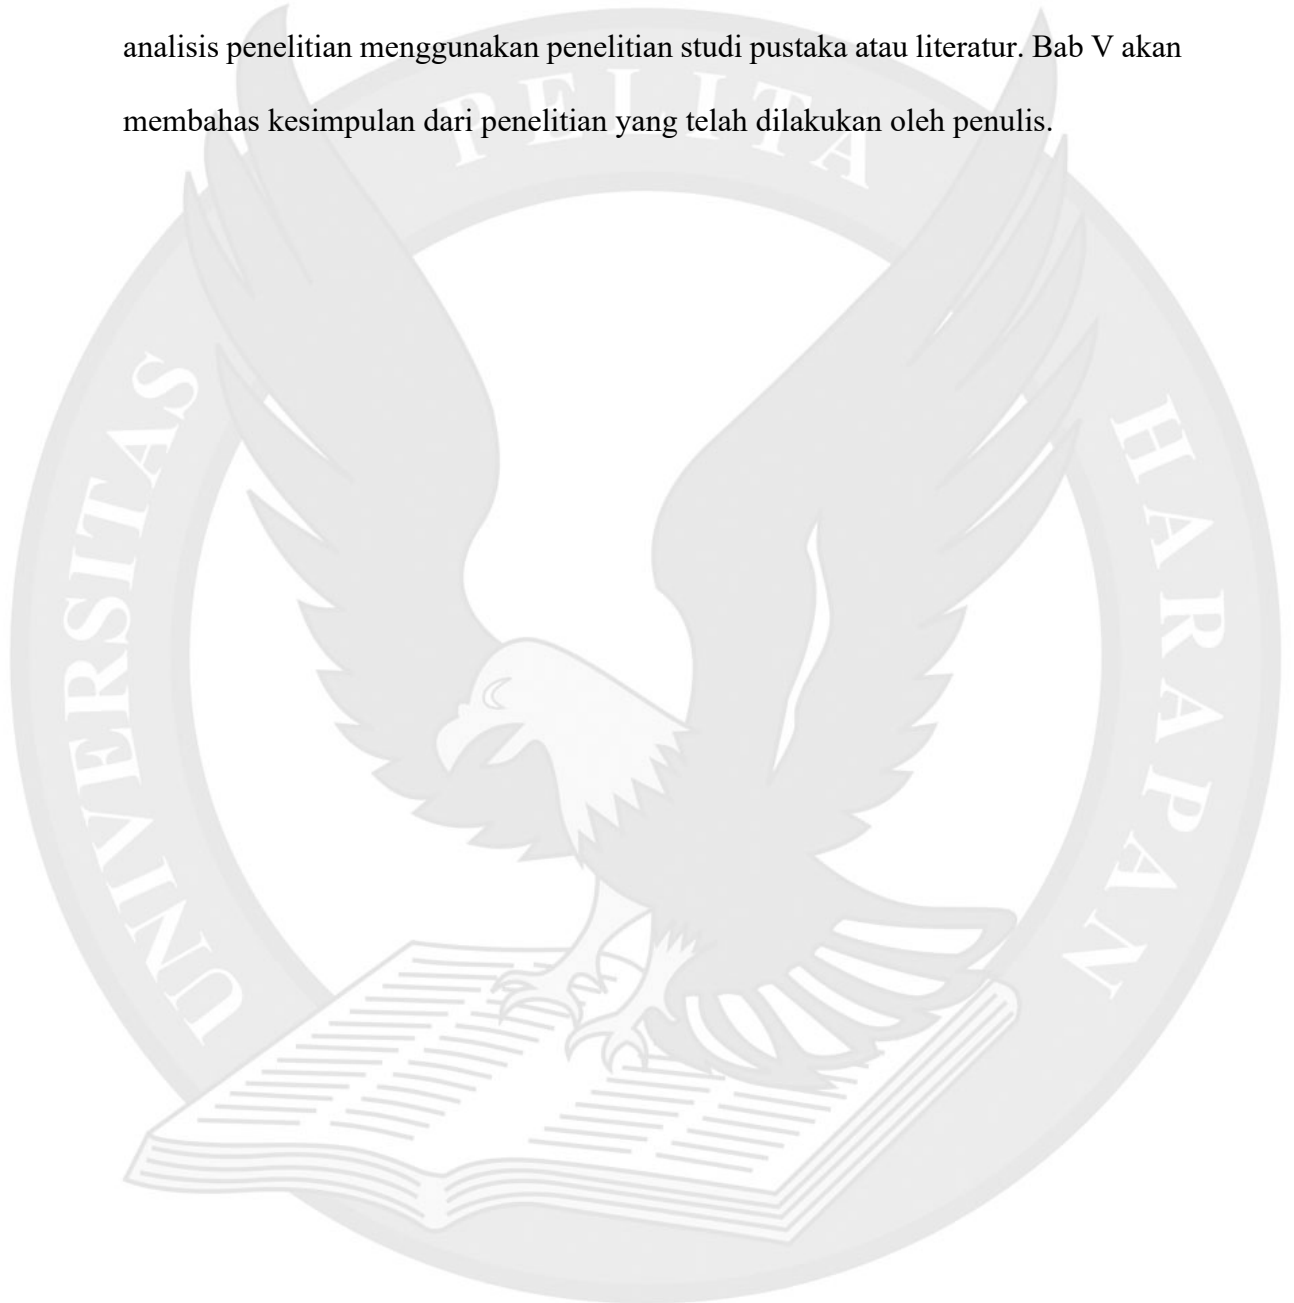 analisis penelitian menggunakan penelitian studi pustaka atau literatur. Bab V akan
membahas kesimpulan dari penelitian yang telah dilakukan oleh penulis.
UNIVERSITAS PELITA HARAPAN